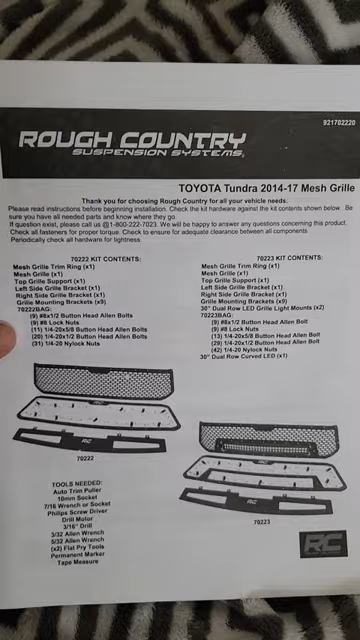 921702220
ROUGH COUNTRY
SUSPENSION SYSTEMS®
TOYOTA Tundra 2014-17 Mesh Grille
Thank you for choosing Rough Country for all your vehicle needs.
Please read instructions before beginning installation. Check the kit hardware against the kit contents shown below. Be
sure you have all needed parts and know where they go.
If question exist, please call us @1-800-222-7023. We will be happy to answer any questions concerning this product.
Check all fasteners for proper torque. Check to ensure for adequate clearance between all components
Periodically check all hardware for tightness.
70222 KIT CONTENTS:
Mesh Grille Trim Ring (x1)
Mesh Grille (x1)
Top Grille Support (x1)
Left Side Grille Bracket (x1)
Right Side Grille Bracket (x1)
Grille Mounting Brackets (x9)
70222BAG:
(9) #8x1/2 Button Head Allen Bolts
(9) #8 Lock Nuts
(11) 1/4-20x5/8 Button Head Allen Bolts
(20) 1/4-20x1/2 Button Head Allen Bolts
(31) 1/4-20 Nylock Nuts
70223 KIT CONTENTS:
Mesh Grille Trim Ring (x1)
Mesh Grille (x1)
Top Grille Support (x1)
Left Side Grille Bracket (x1)
Right Side Grille Bracket (x1)
Grille Mounting Brackets (x9)
30" Dual Row LED Grille Light Mounts (x2)
70223BAG:
(9) #8x1/2 Button Head Allen Bolt
(9) #8 Lock Nuts
(13) 1/4-20x5/8 Button Head Allen Bolt
(29) 1/4-20x1/2 Button Head Allen Bolt
(42) 1/4-20 Nylock Nuts
30" Dual Row Curved LED (x1)
RC
70222
RC
70223
TOOLS NEEDED:
Auto Trim Puller
10mm Socket
7/16 Wrench or Socket
Philips Screw Driver
Drill Motor
3/16" Drill
3/32 Allen Wrench
5/32 Allen Wrench
(x2) Flat Pry Tools
Permanent Marker
Tape Measure
RC